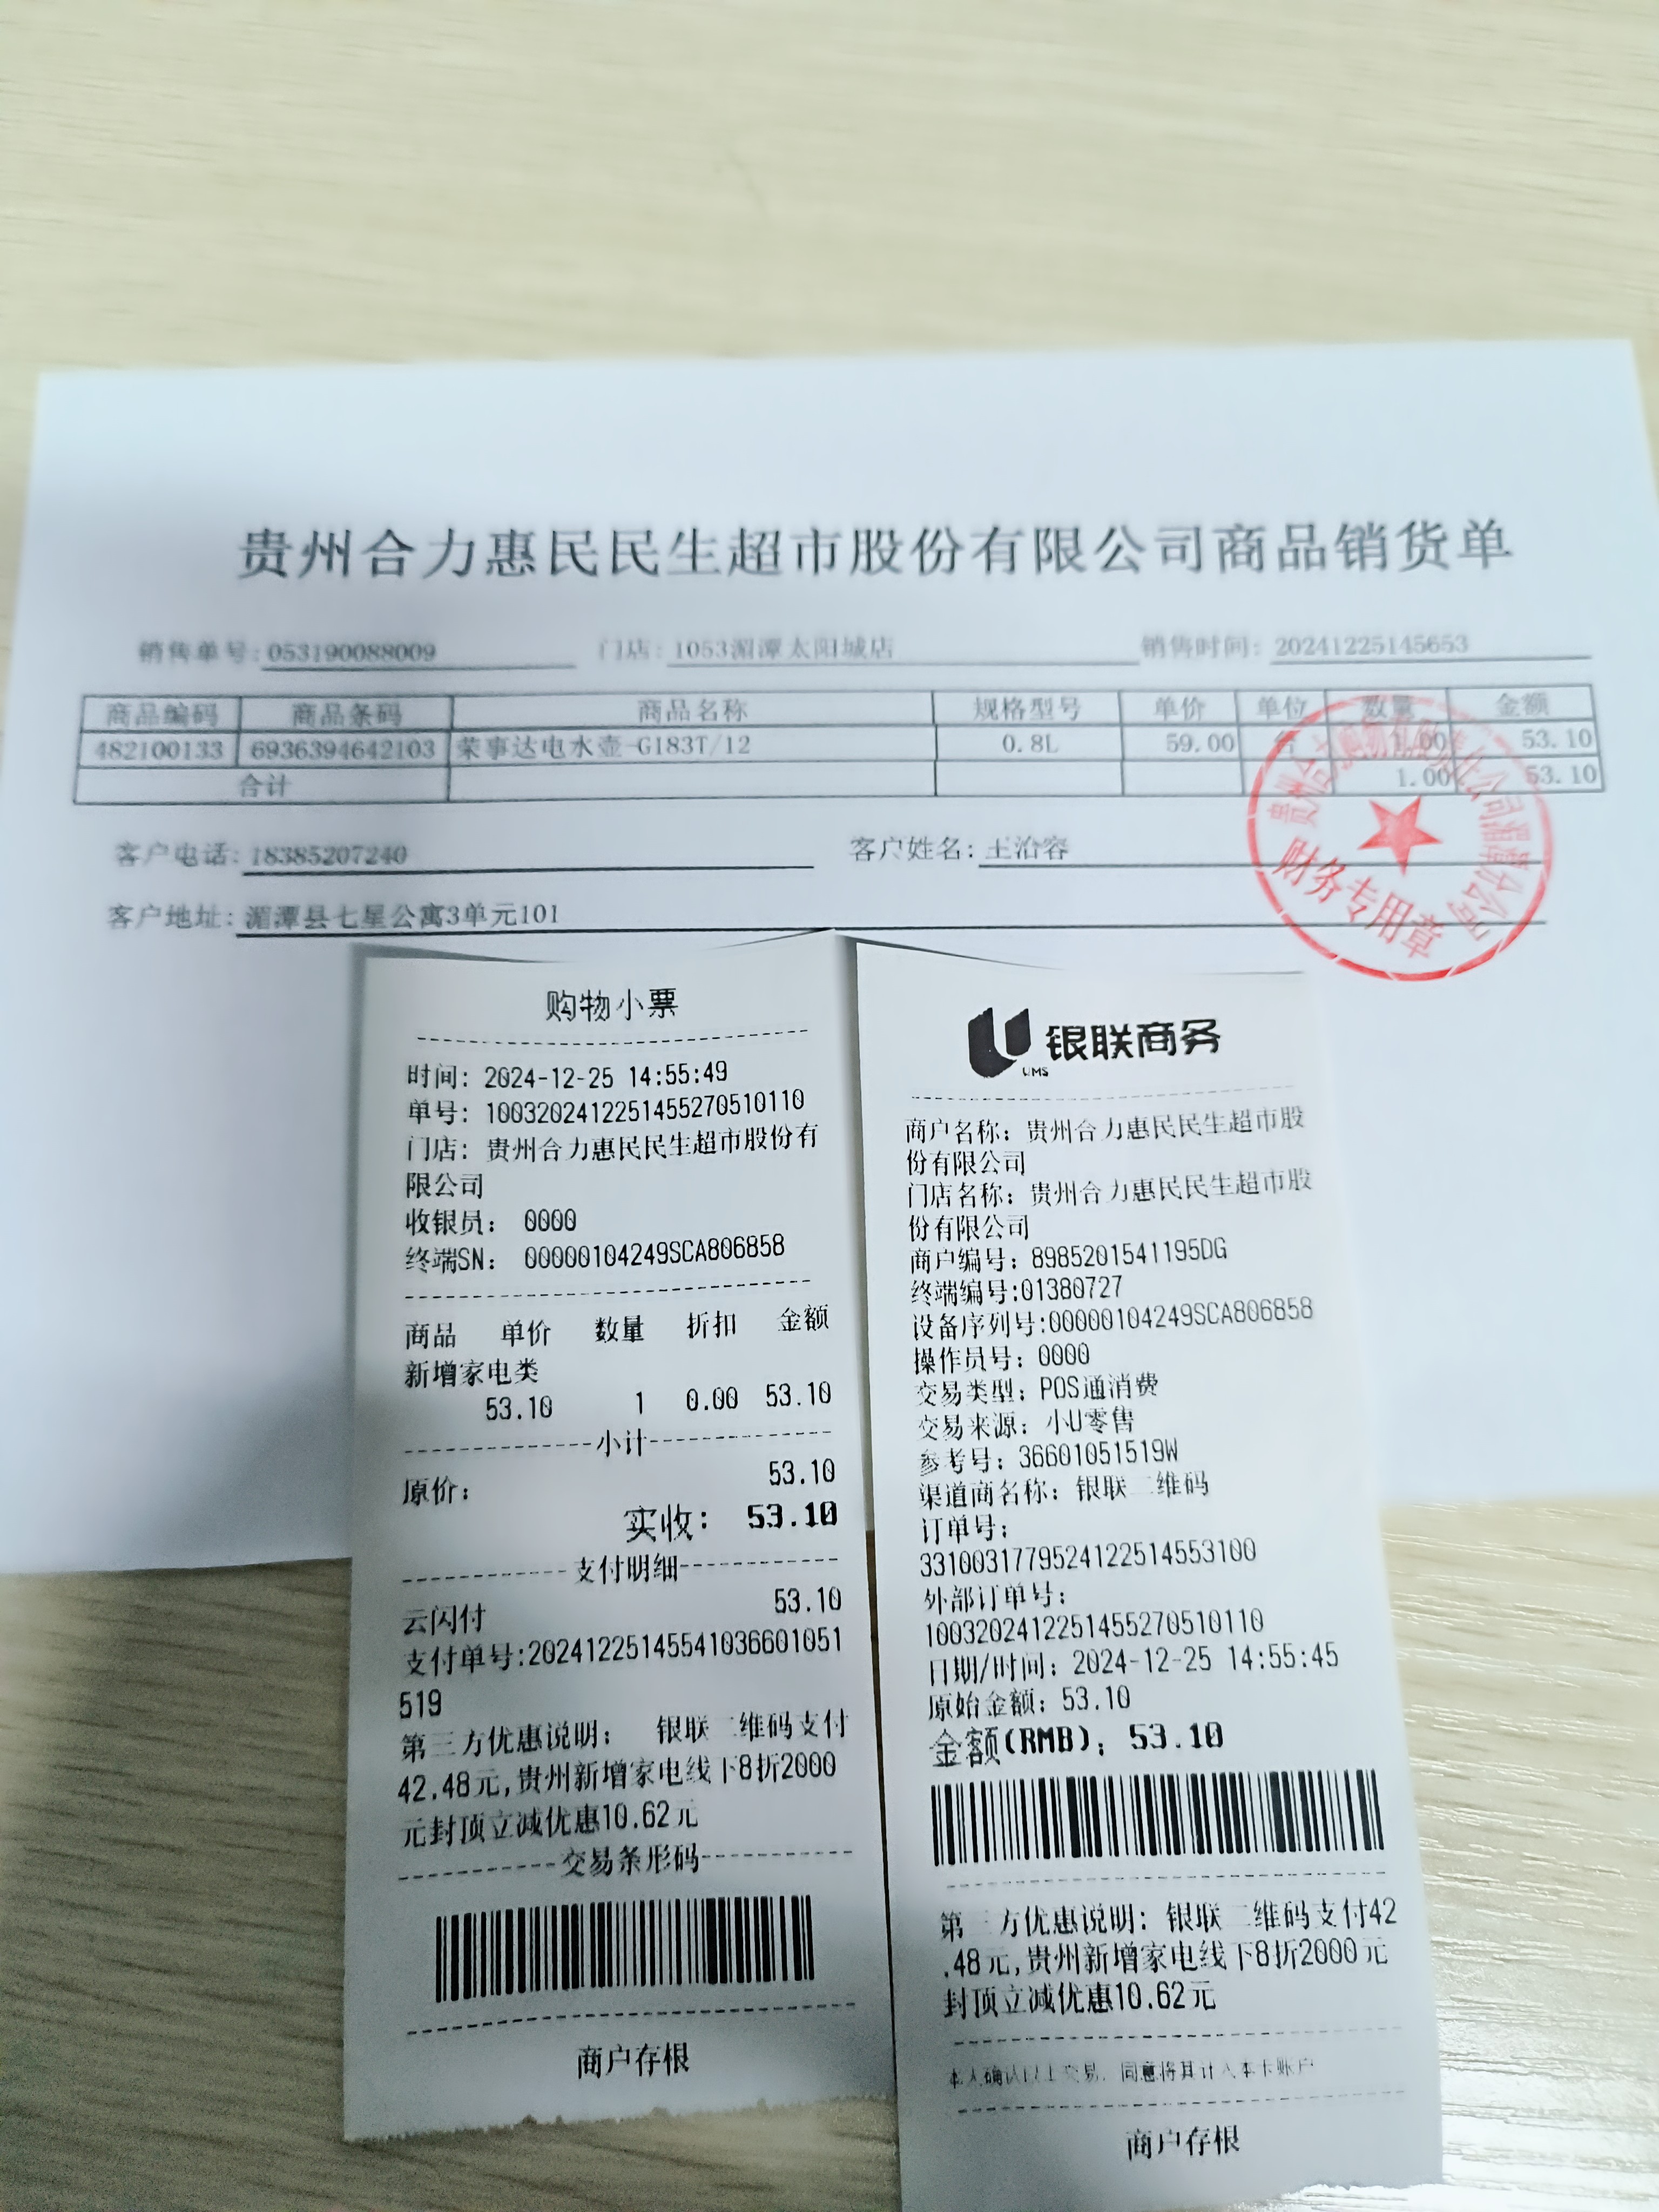 贵州合力惠民民生超市股份有限公司商品销货单
销售单号: 053190088009 门店: 1053湄潭太阳城店 销售时间: 20241225145653
商品编码 商品条码 商品名称 规格型号 单价 单位 数量 金额
482100133 6936394642103 荣事达电水壶-G183T/12 0.8L 59.00 台 1.00 53.10
合计 1.00 53.10
客户电话: 18385207240 客户姓名: 王治容
客户地址: 湄潭县七星公寓3单元101
财务专用章
购物小票
时间: 2024-12-25 14:55:49
单号: 1003202412251455270510110
门店: 贵州合力惠民民生超市股份有
限公司
收银员: 0000
终端SN: 00000104249SCA806858
商品 单价 数量 折扣 金额
新增家电类
53.10 1 0.00 53.10
小计
原价: 53.10
实收: 53.10
支付明细
云闪付 53.10
支付单号:20241225145541036601051
519
第三方优惠说明: 银联二维码支付
42.48元,贵州新增家电线下8折2000
元封顶立减优惠10.62元
交易条形码
商户存根
UMS
银联商务
商户名称: 贵州合力惠民民生超市股
份有限公司
门店名称: 贵州合力惠民民生超市股
份有限公司
商户编号: 8985201541195DG
终端编号:01380727
设备序列号:00000104249SCA806858
操作员号: 0000
交易类型: POS通消费
交易来源: 小U零售
参考号: 36601051519W
渠道商名称: 银联二维码
订单号:
33100317795241225145531​00
外部订单号:
1003202412251455270510110
日期/时间: 2024-12-25 14:55:45
原始金额: 53.10
金额(RMB): 53.10
第三方优惠说明: 银联二维码支付42
.48元,贵州新增家电线下8折2000元
封顶立减优惠10.62元
本人确认以上交易, 同意将其计入本卡账户
商户存根